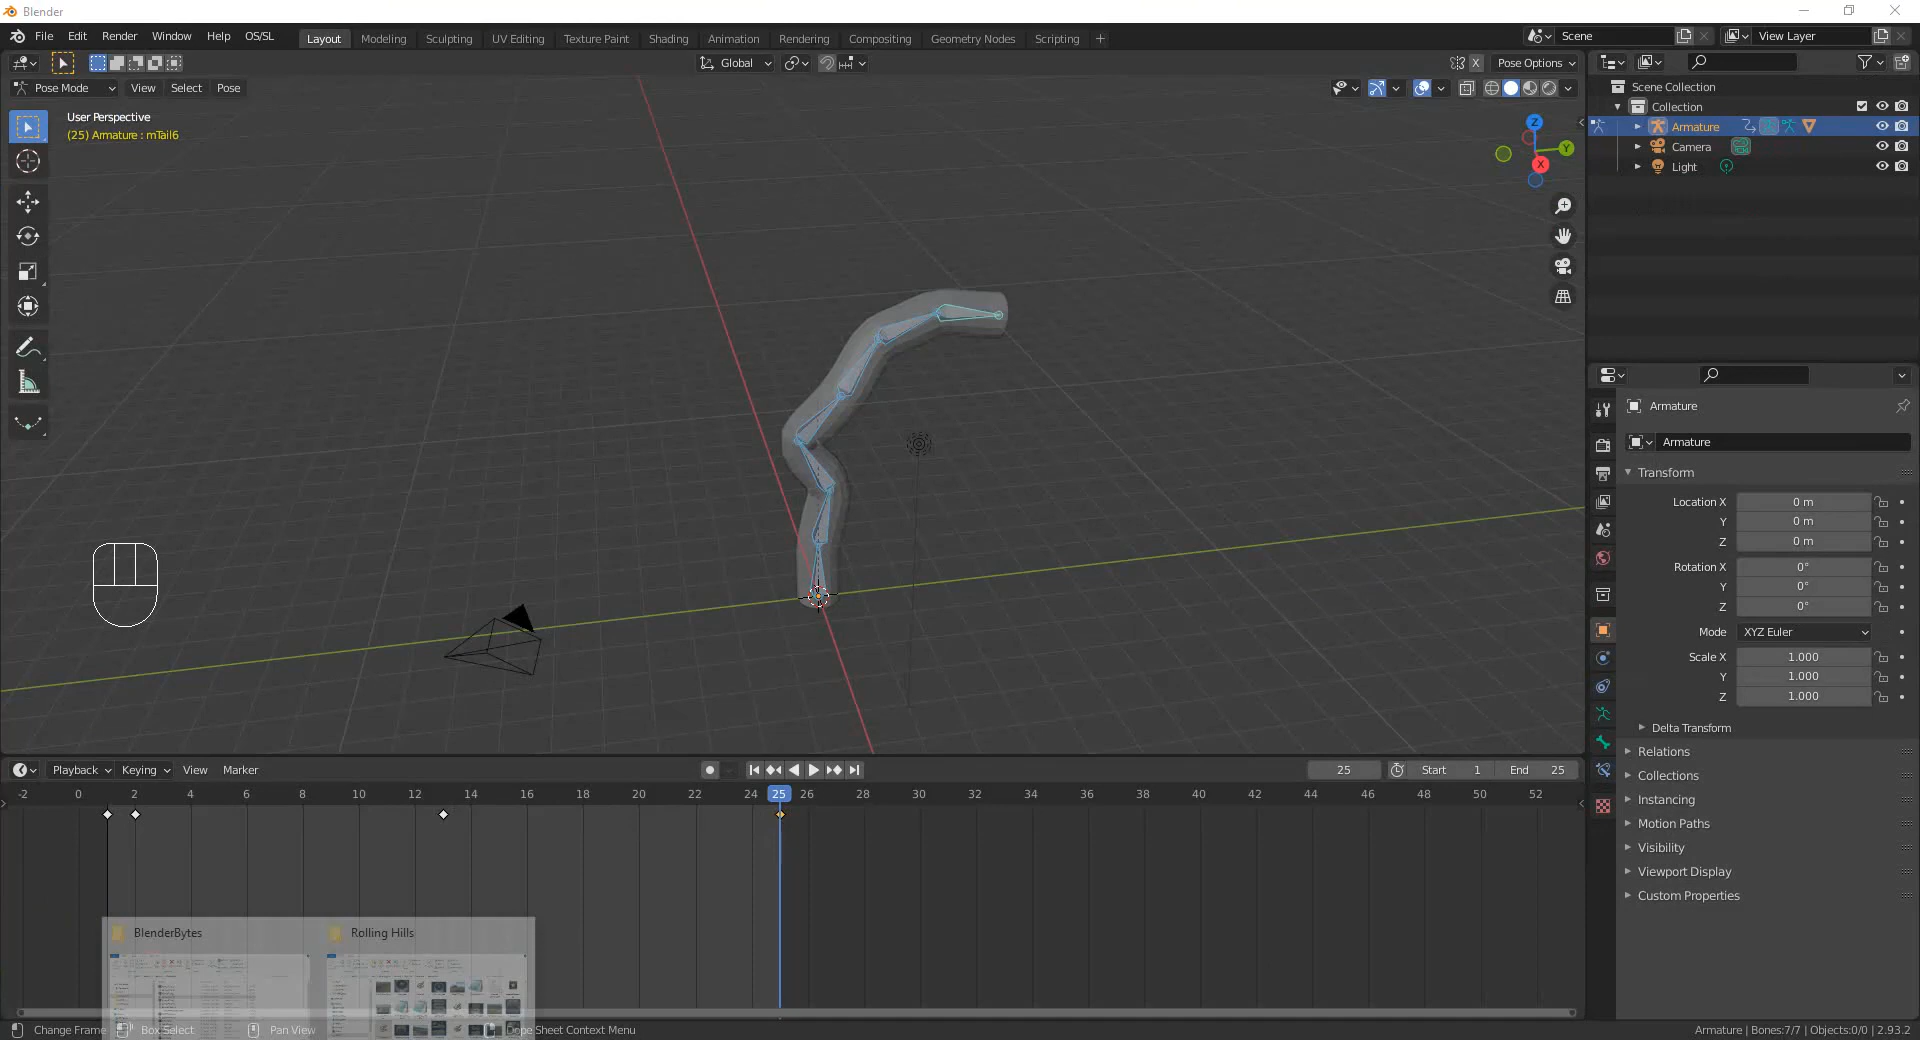 Blender
File Edit Render Window Help OS/SL Layout Modeling Sculpting UV Editing Texture Paint Shading Animation Rendering Compositing Geometry Nodes Scripting + Scene View Layer
Global X Pose Options
Pose Mode View Select Pose
User Perspective
(25) Armature : mTail6
Z
Y
X
Scene Collection
Collection
Armature
Camera
Light
Armature
Armature
Transform
Location X 0 m
Y 0 m
Z 0 m
Rotation X 0°
Y 0°
Z 0°
Mode XYZ Euler
Scale X 1.000
Y 1.000
Z 1.000
Delta Transform
Relations
Collections
Instancing
Motion Paths
Visibility
Viewport Display
Custom Properties
Playback Keying View Marker 25 Start 1 End 25
-2 0 2 4 6 8 10 12 14 16 18 20 22 24 25 26 28 30 32 34 36 38 40 42 44 46 48 50 52
BlenderBytes Rolling Hills
Change Frame Box Select Pan View Dope Sheet Context Menu Armature | Bones:7/7 | Objects:0/0 | 2.93.2